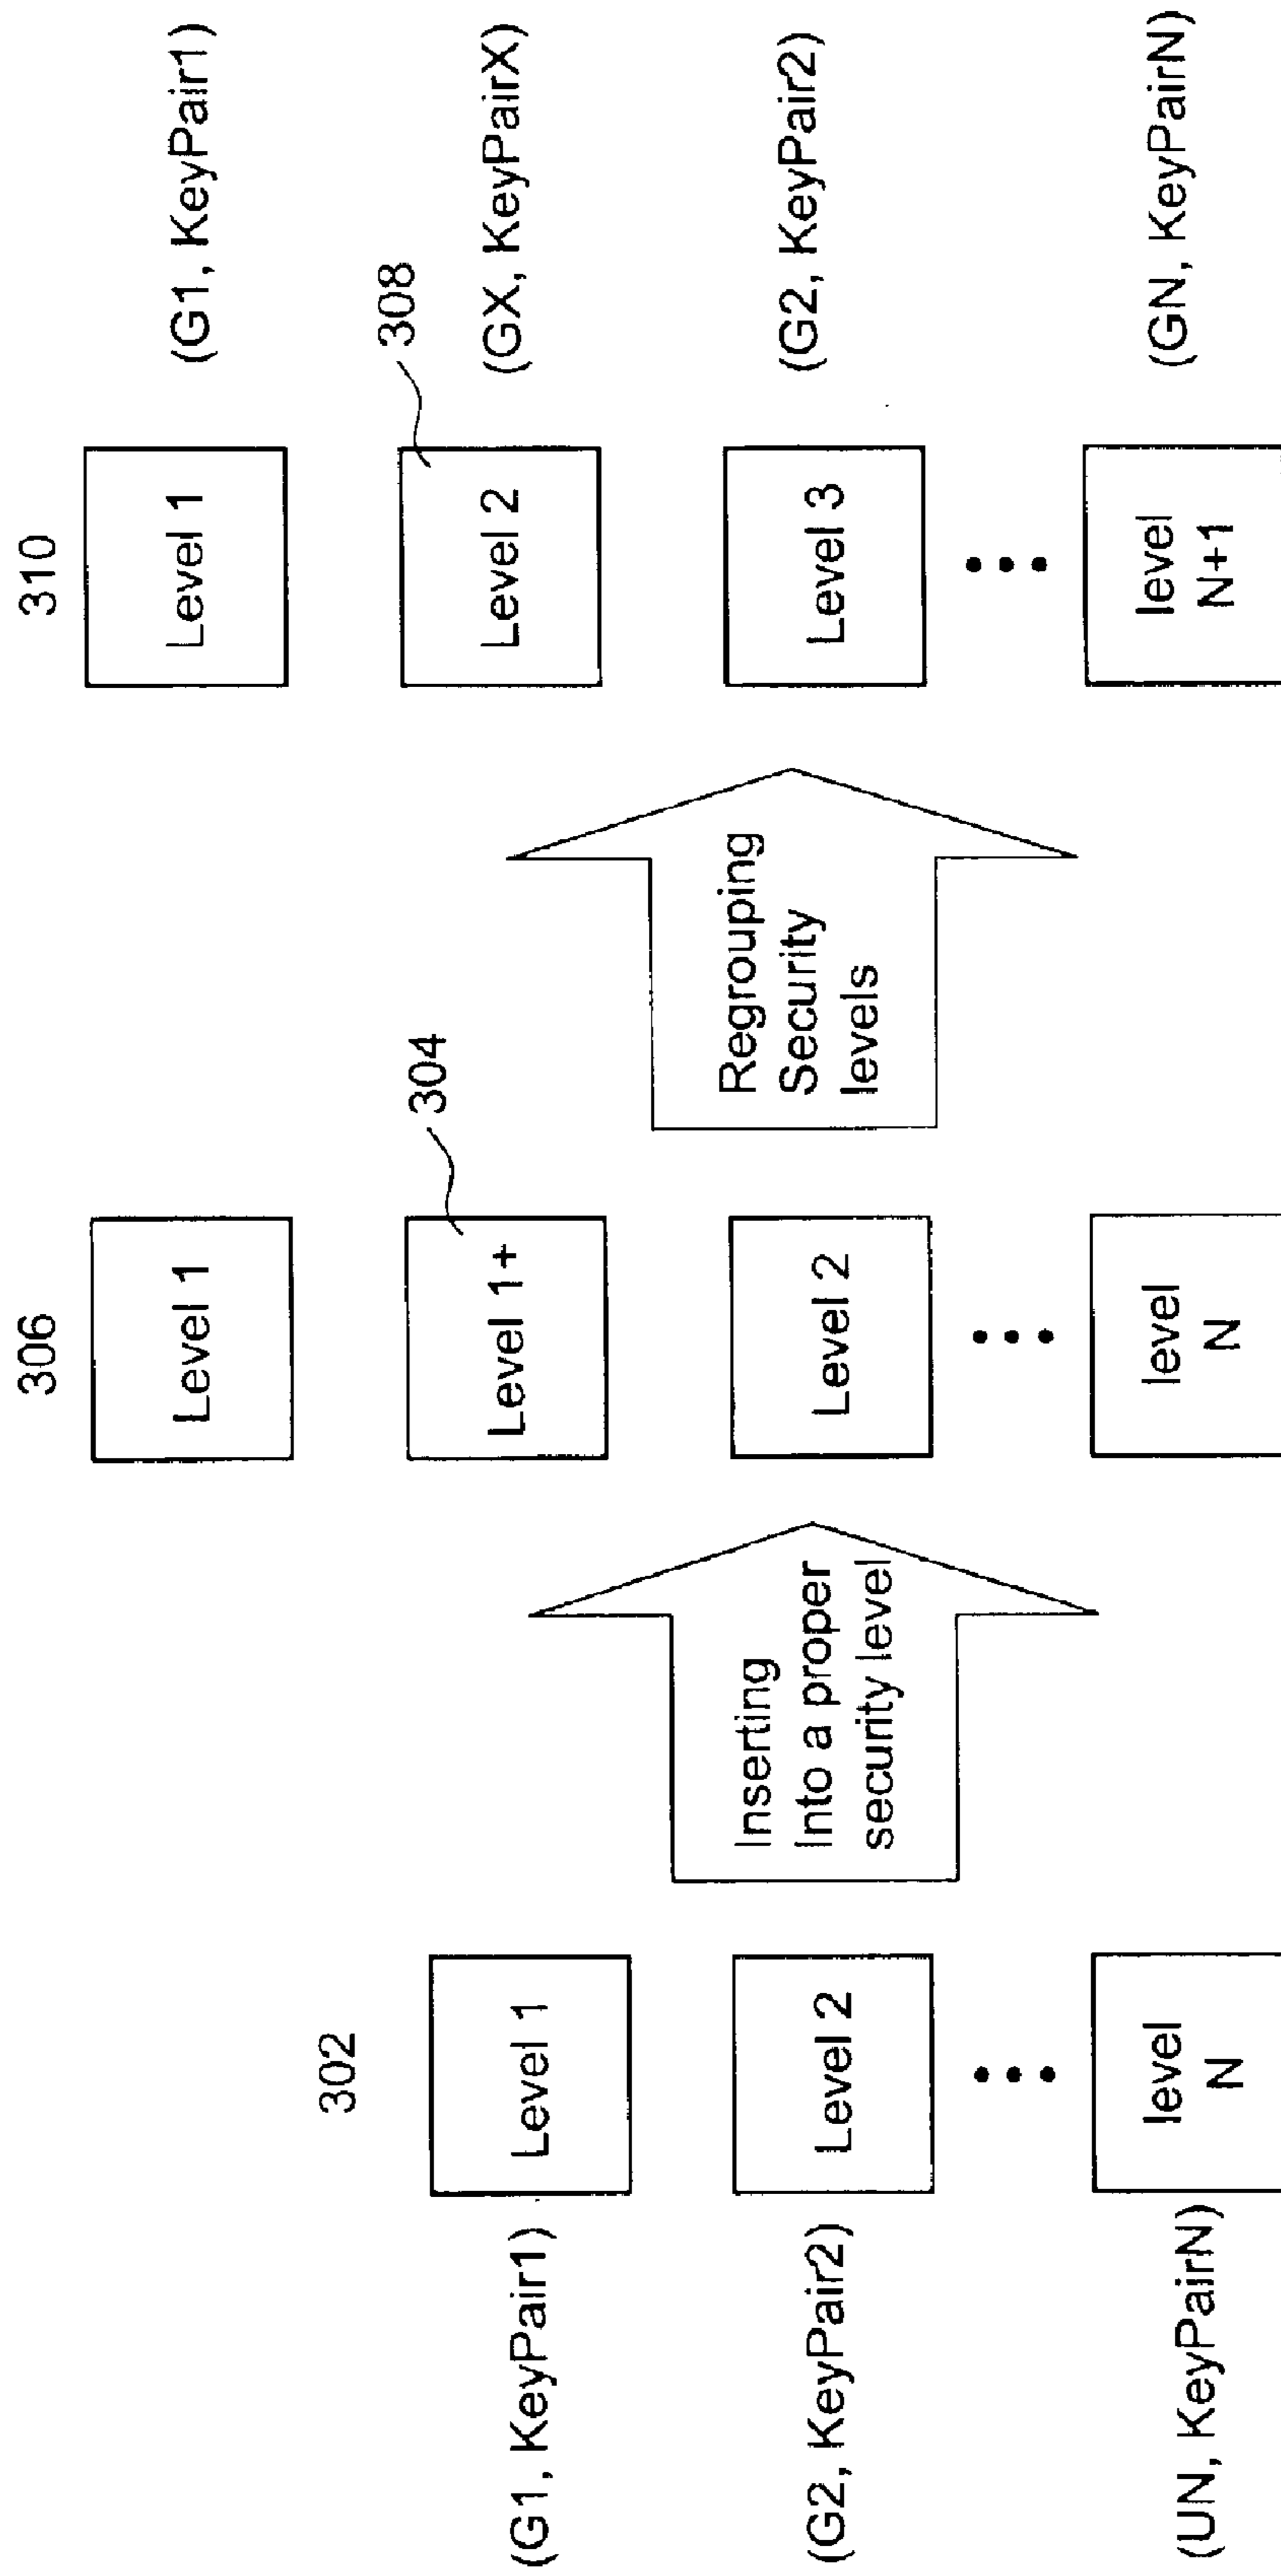 302
(G1, KeyPair1)
Level 1
(G2, KeyPair2)
Level 2
(UN, KeyPairN)
level
N
Inserting
Into a proper
security level
306
Level 1
304
Level 1+
Level 2
level
N
Regrouping
Security
levels
310
Level 1
(G1, KeyPair1)
308
Level 2
(GX, KeyPairX)
Level 3
(G2, KeyPair2)
level
N+1
(GN, KeyPairN)